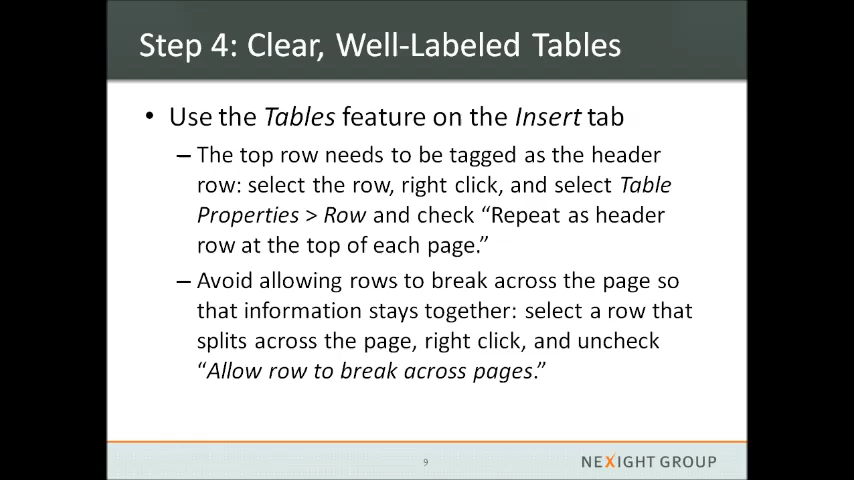 Step 4: Clear, Well-Labeled Tables
• Use the Tables feature on the Insert tab
– The top row needs to be tagged as the header
row: select the row, right click, and select Table
Properties > Row and check “Repeat as header
row at the top of each page.”
– Avoid allowing rows to break across the page so
that information stays together: select a row that
splits across the page, right click, and uncheck
“Allow row to break across pages.”
9
NEXIGHT GROUP